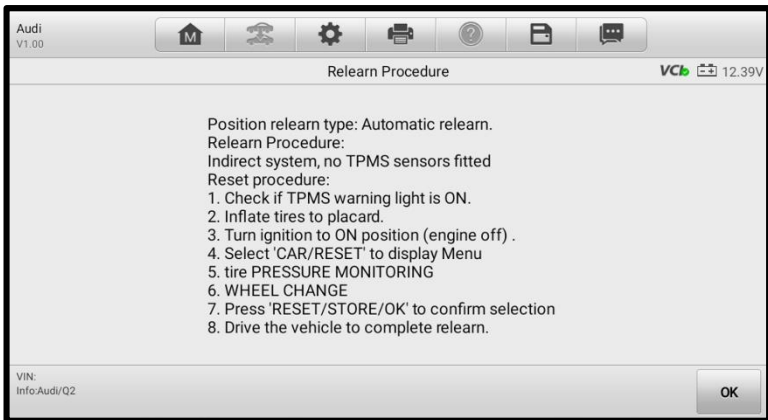 Audi
V1.00
M
Relearn Procedure
VCI 12.39V
Position relearn type: Automatic relearn.
Relearn Procedure:
Indirect system, no TPMS sensors fitted
Reset procedure:
1. Check if TPMS warning light is ON.
2. Inflate tires to placard.
3. Turn ignition to ON position (engine off) .
4. Select 'CAR/RESET' to display Menu
5. tire PRESSURE MONITORING
6. WHEEL CHANGE
7. Press 'RESET/STORE/OK' to confirm selection
8. Drive the vehicle to complete relearn.
VIN:
Info:Audi/Q2
OK